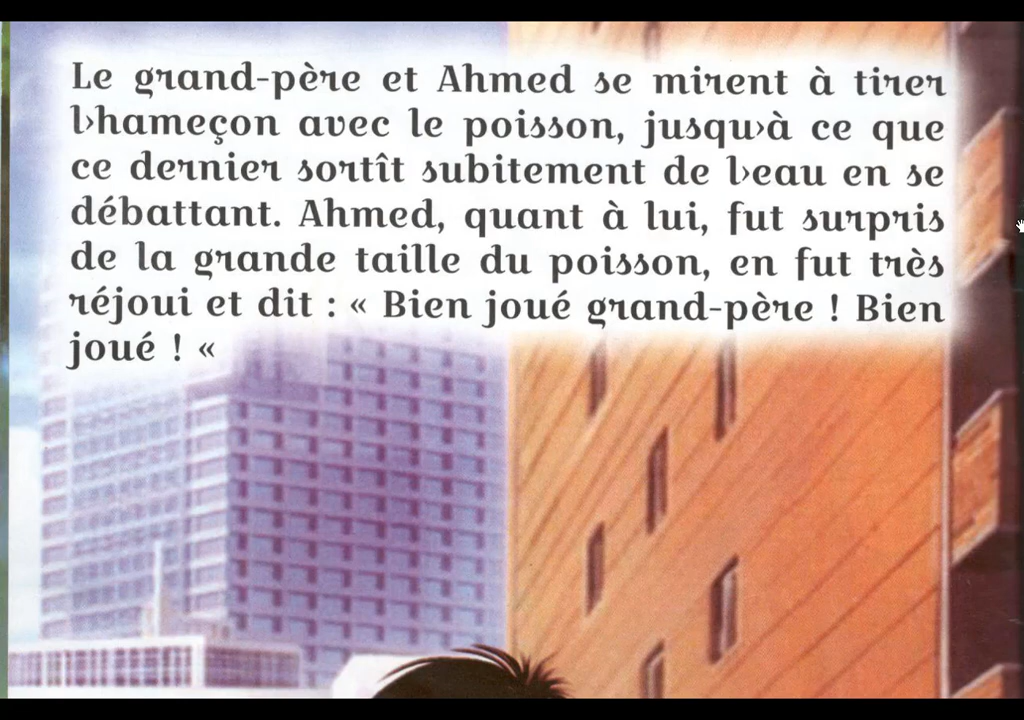 Le grand-père et Ahmed se mirent à tirer
l›hameçon avec le poisson, jusqu›à ce que
ce dernier sortît subitement de l›eau en se
débattant. Ahmed, quant à lui, fut surpris
de la grande taille du poisson, en fut très
réjoui et dit : « Bien joué grand-père ! Bien
joué ! «